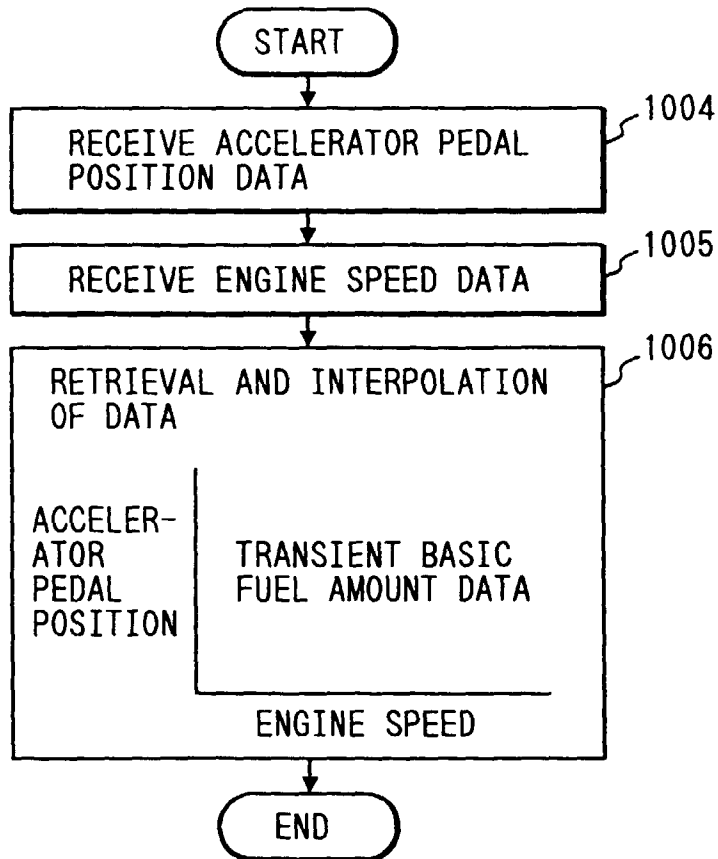 START
1004
RECEIVE ACCELERATOR PEDAL
POSITION DATA
1005
RECEIVE ENGINE SPEED DATA
1006
RETRIEVAL AND INTERPOLATION
OF DATA
ACCELER-
ATOR
PEDAL
POSITION
TRANSIENT BASIC
FUEL AMOUNT DATA
ENGINE SPEED
END